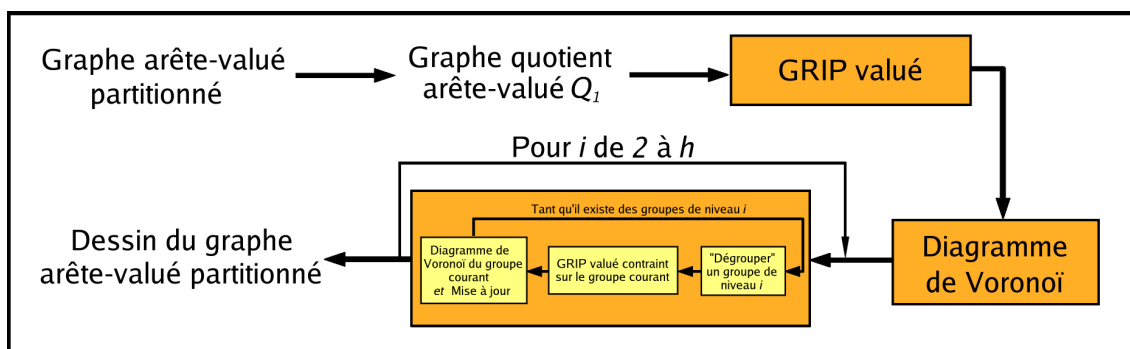 Graphe arête-valué
partitionné
Graphe quotient
arête-valué Q1
GRIP valué
Pour i de 2 à h
Tant qu'il existe des groupes de niveau i
Dessin du graphe
arête-valué partitionné
Diagramme de
Voronoï du groupe
courant
et Mise à jour
GRIP valué contraint
sur le groupe courant
"Dégrouper"
un groupe de
niveau i
Diagramme
de Voronoï